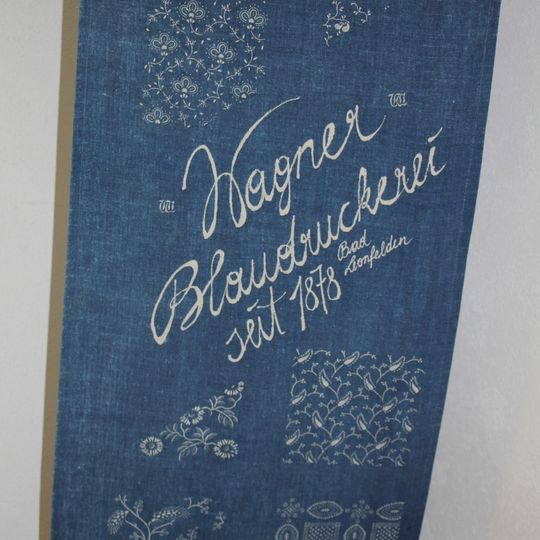 W
Wagner
W
Blaudruckerei
seit 1878
Bad
Leonfelden